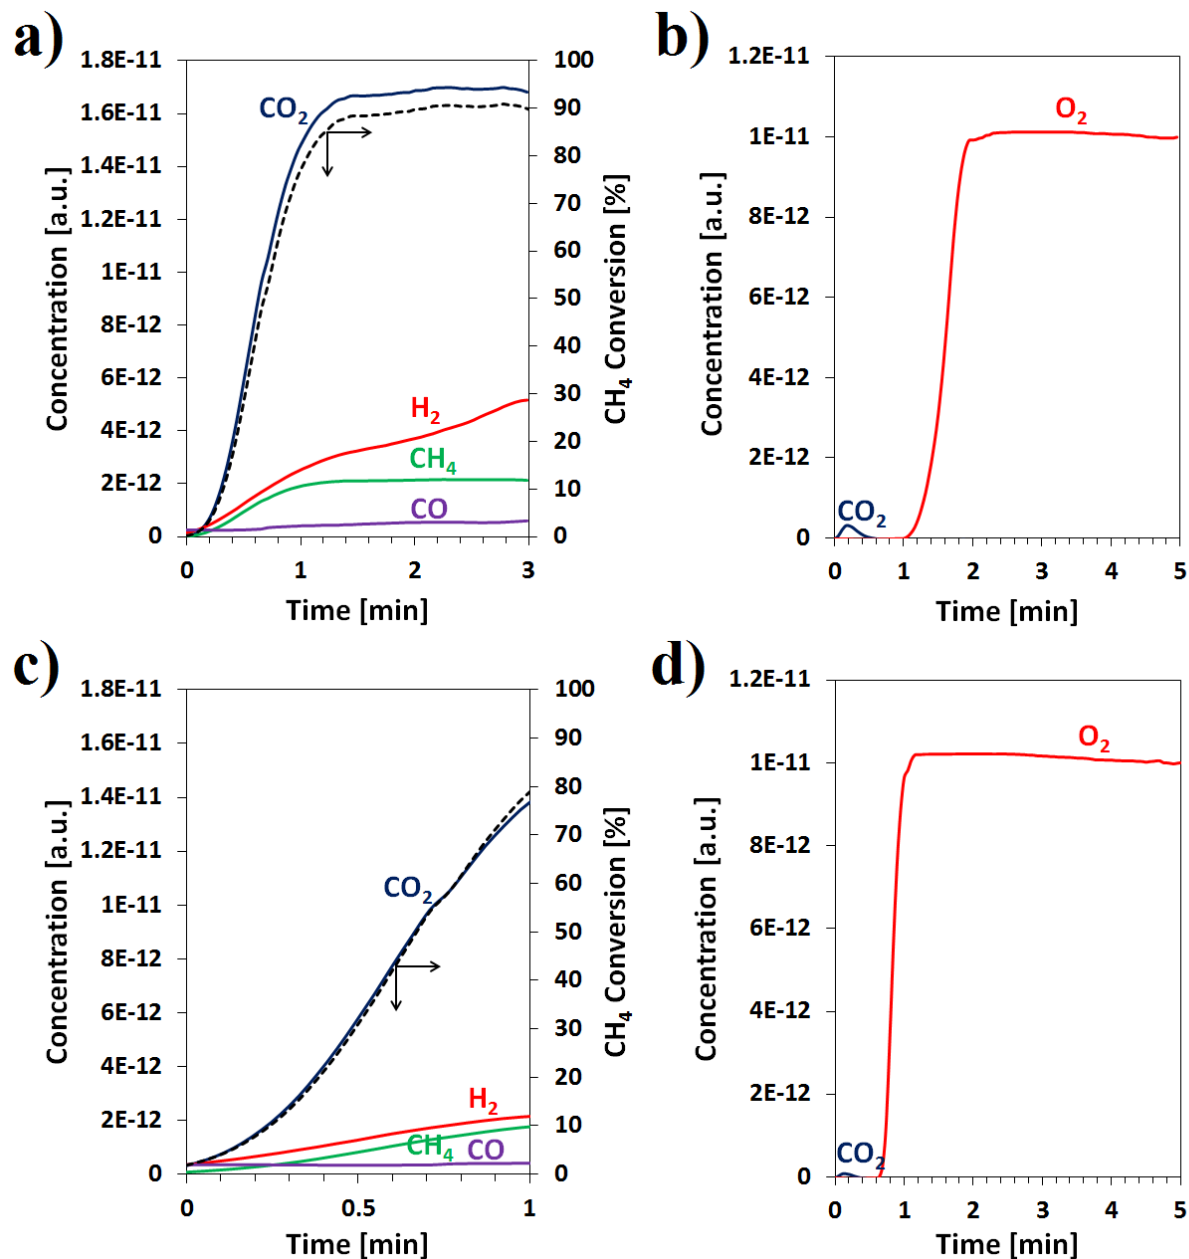 a)
1.8E-11
1.6E-11
1.4E-11
1.2E-11
1E-11
8E-12
6E-12
4E-12
2E-12
0
Concentration [a.u.]
CO2
H2
CH4
CO
100
90
80
70
60
50
40
30
20
10
0
CH4 Conversion [%]
0 1 2 3
Time [min]
b)
1.2E-11
1E-11
8E-12
6E-12
4E-12
2E-12
0
Concentration [a.u.]
O2
CO2
0 1 2 3 4 5
Time [min]
c)
1.8E-11
1.6E-11
1.4E-11
1.2E-11
1E-11
8E-12
6E-12
4E-12
2E-12
0
Concentration [a.u.]
CO2
H2
CH4
CO
100
90
80
70
60
50
40
30
20
10
0
CH4 Conversion [%]
0 0.5 1
Time [min]
d)
1.2E-11
1E-11
8E-12
6E-12
4E-12
2E-12
0
Concentration [a.u.]
O2
CO2
0 1 2 3 4 5
Time [min]